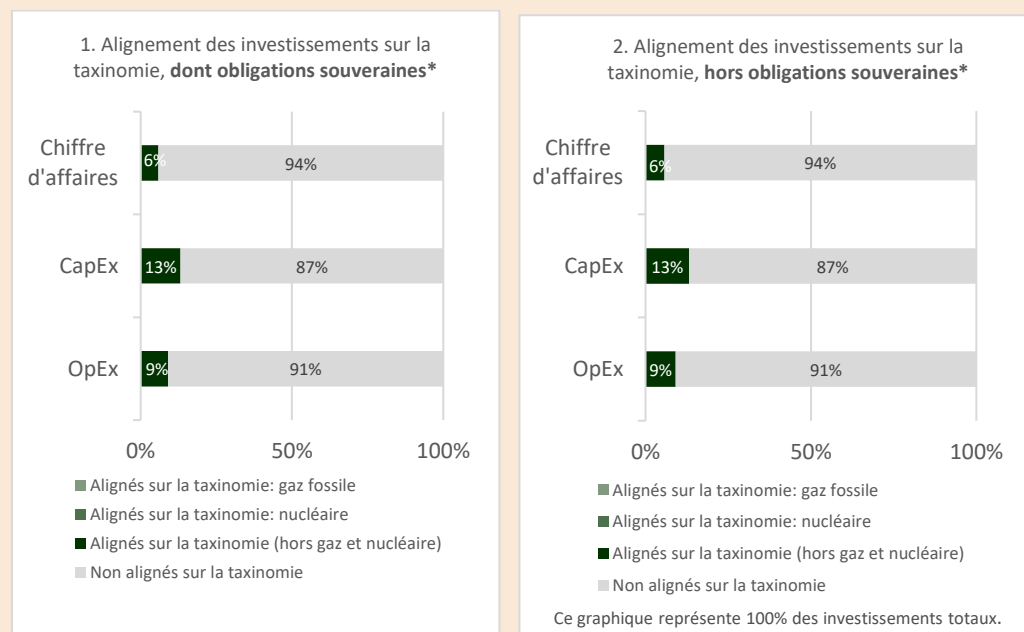 1. Alignement des investissements sur la
taxinomie, dont obligations souveraines*
Chiffre
d'affaires
6%
94%
CapEx
13%
87%
OpEx
9%
91%
0%
50%
100%
Alignés sur la taxinomie: gaz fossile
Alignés sur la taxinomie: nucléaire
Alignés sur la taxinomie (hors gaz et nucléaire)
Non alignés sur la taxinomie
2. Alignement des investissements sur la
taxinomie, hors obligations souveraines*
Chiffre
d'affaires
6%
94%
CapEx
13%
87%
OpEx
9%
91%
0%
50%
100%
Alignés sur la taxinomie: gaz fossile
Alignés sur la taxinomie: nucléaire
Alignés sur la taxinomie (hors gaz et nucléaire)
Non alignés sur la taxinomie
Ce graphique représente 100% des investissements totaux.